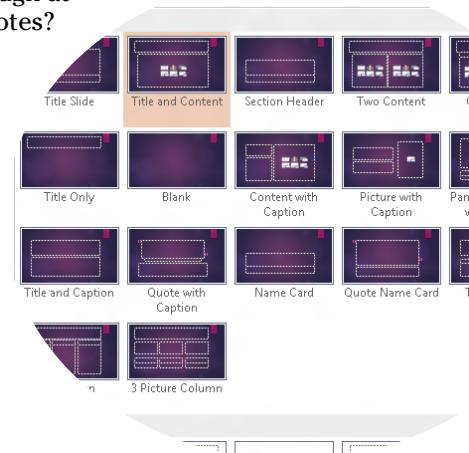 otes?
Title Slide
Title and Content
Section Header
Two Content
Title Only
Blank
Content with
Caption
Picture with
Caption
Title and Caption
Quote with
Caption
Name Card
Quote Name Card
3 Picture Column